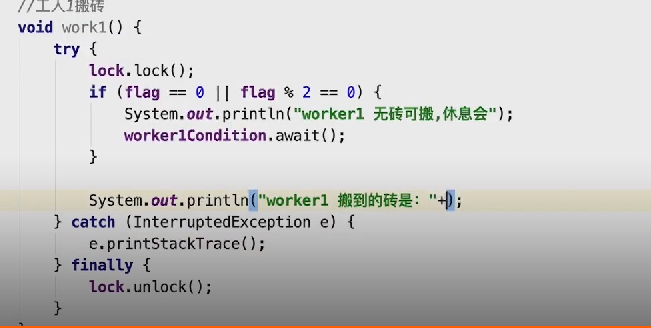 //工人1搬砖
void work1() {
try {
lock.lock();
if (flag == 0 || flag % 2 == 0) {
System.out.println("worker1 无砖可搬,休息会");
worker1Condition.await();
}
System.out.println("worker1 搬到的砖是："+);
} catch (InterruptedException e) {
e.printStackTrace();
} finally {
lock.unlock();
}